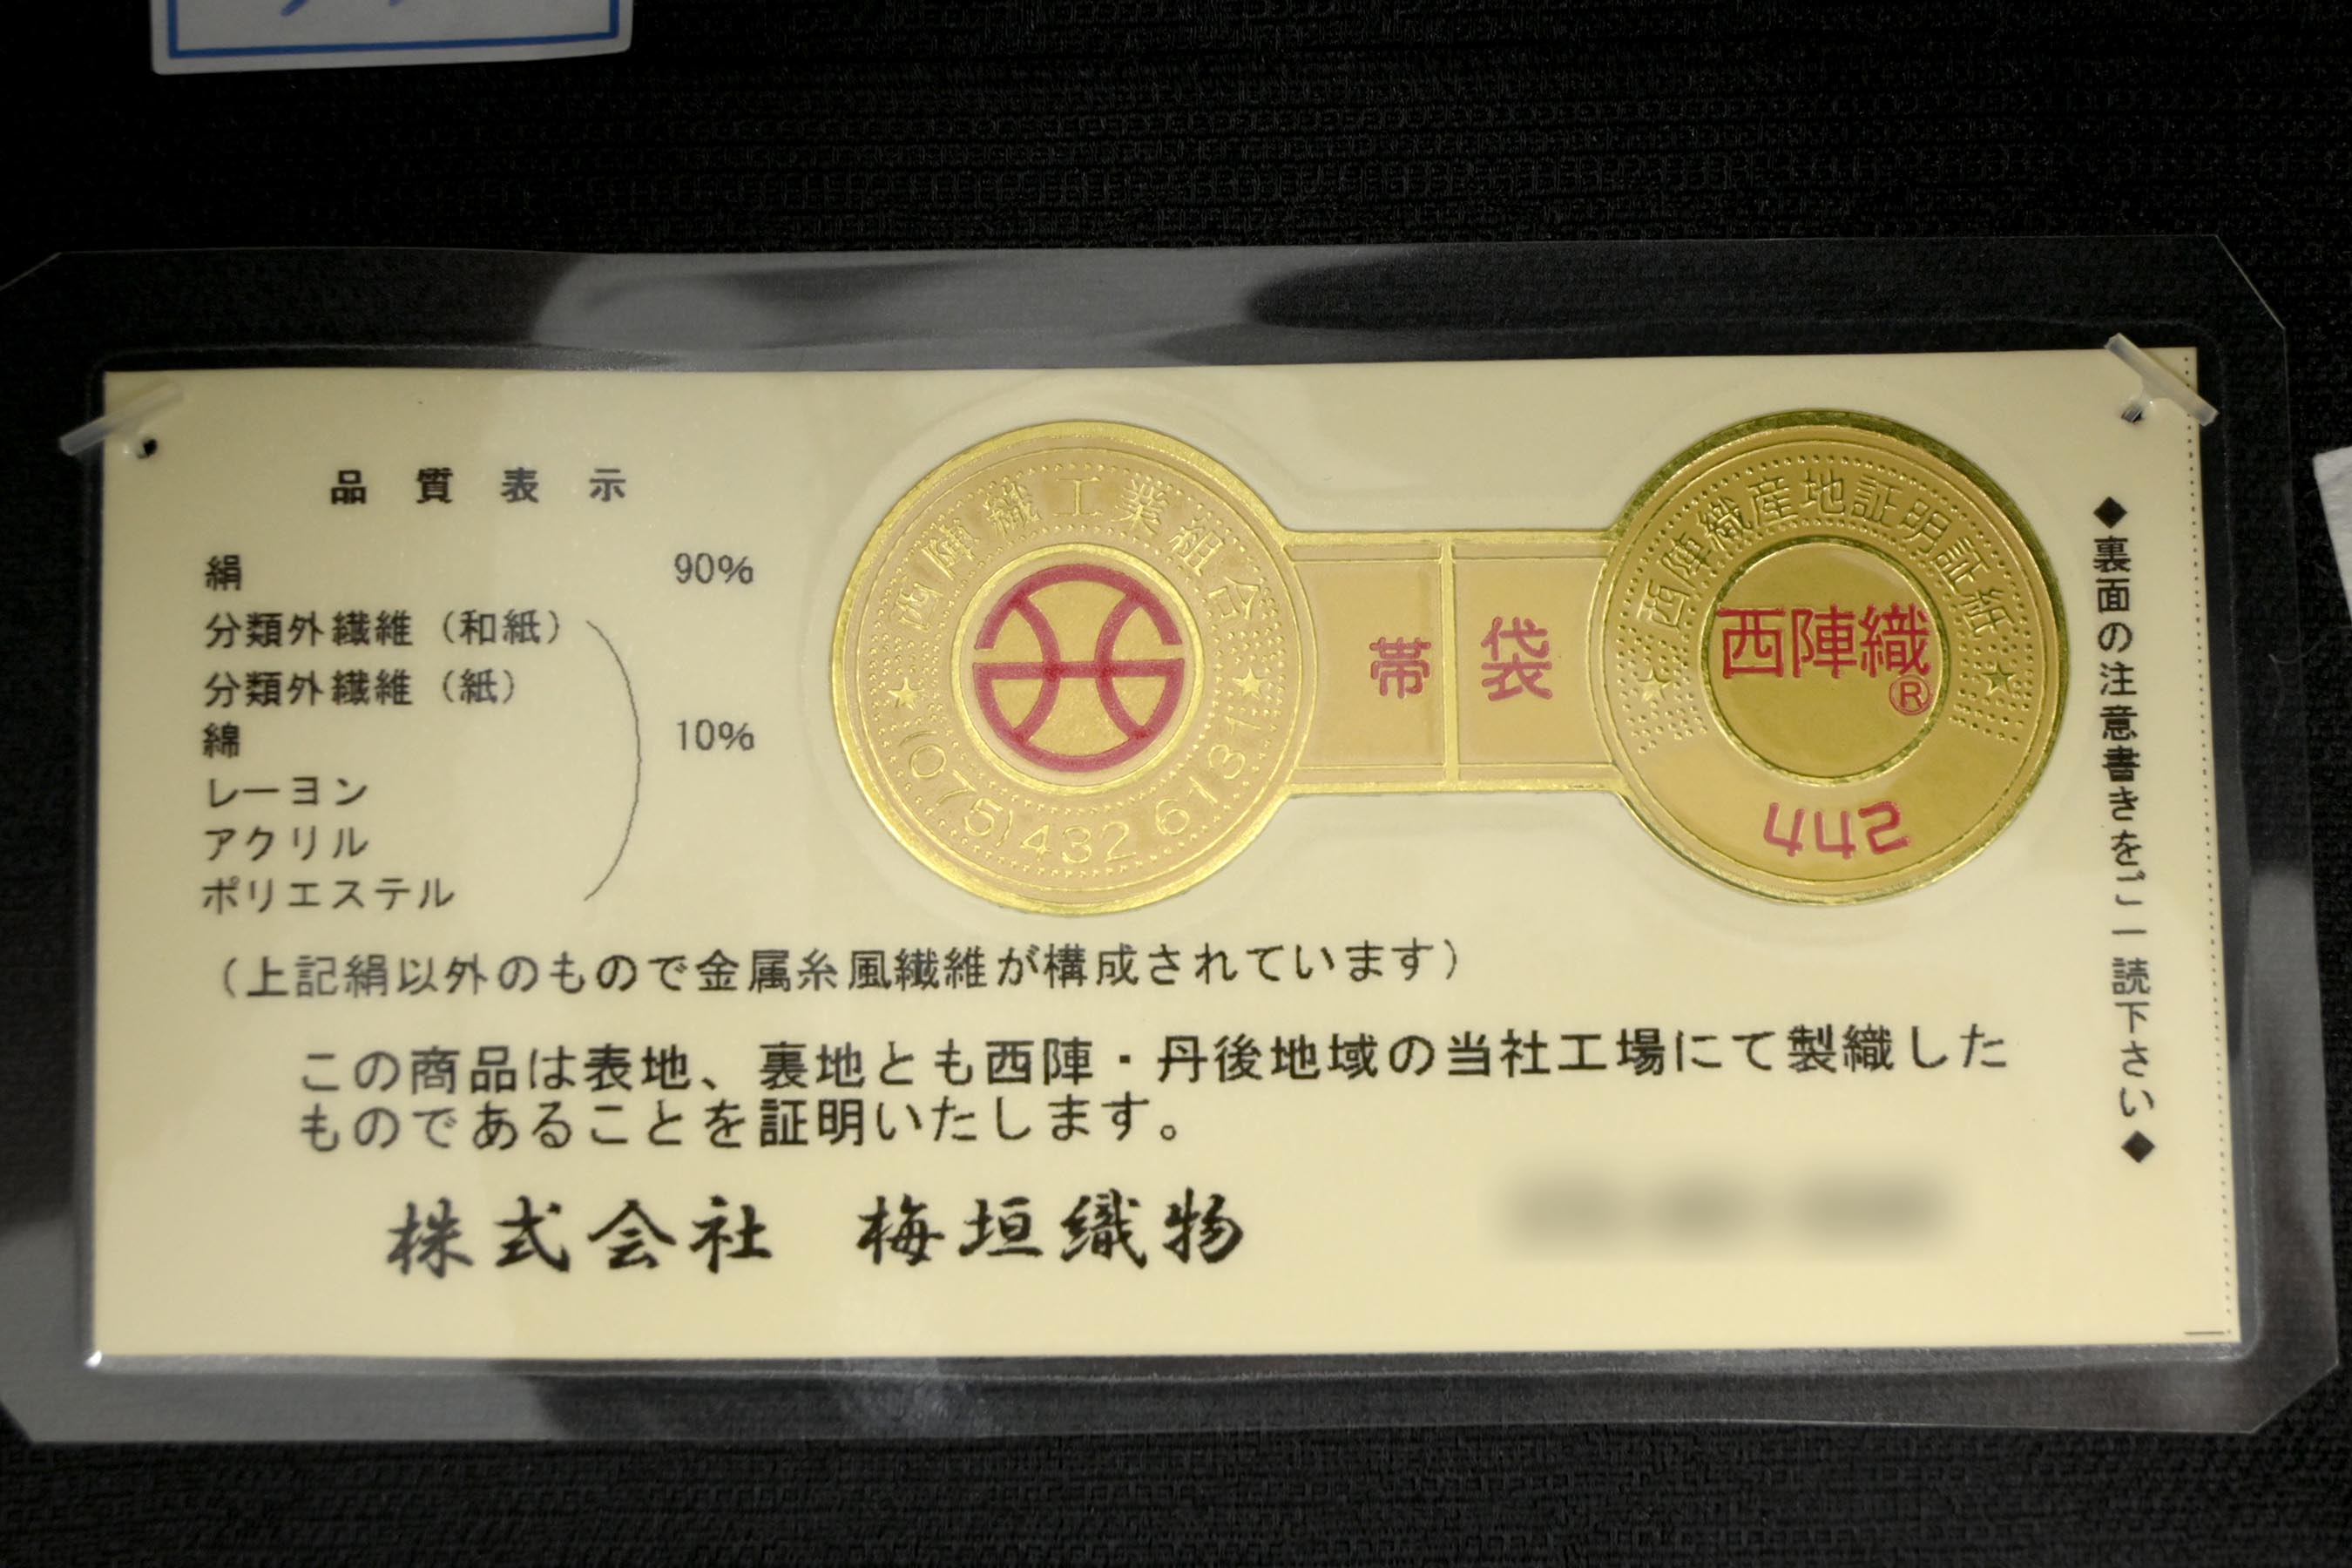 品質表示
絹 90%
分類外繊維（和紙）
分類外繊維（紙）
綿 10%
レーヨン
アクリル
ポリエステル
（上記絹以外のもので金属糸風繊維が構成されています）
西陣織工業組合
(075)432 6131
帯 袋
西陣織産地証明証紙
西陣織®
442
この商品は表地、裏地とも西陣・丹後地域の当社工場にて製織した
ものであることを証明いたします。
株式会社 梅垣織物
◆裏面の注意書きをご一読下さい◆